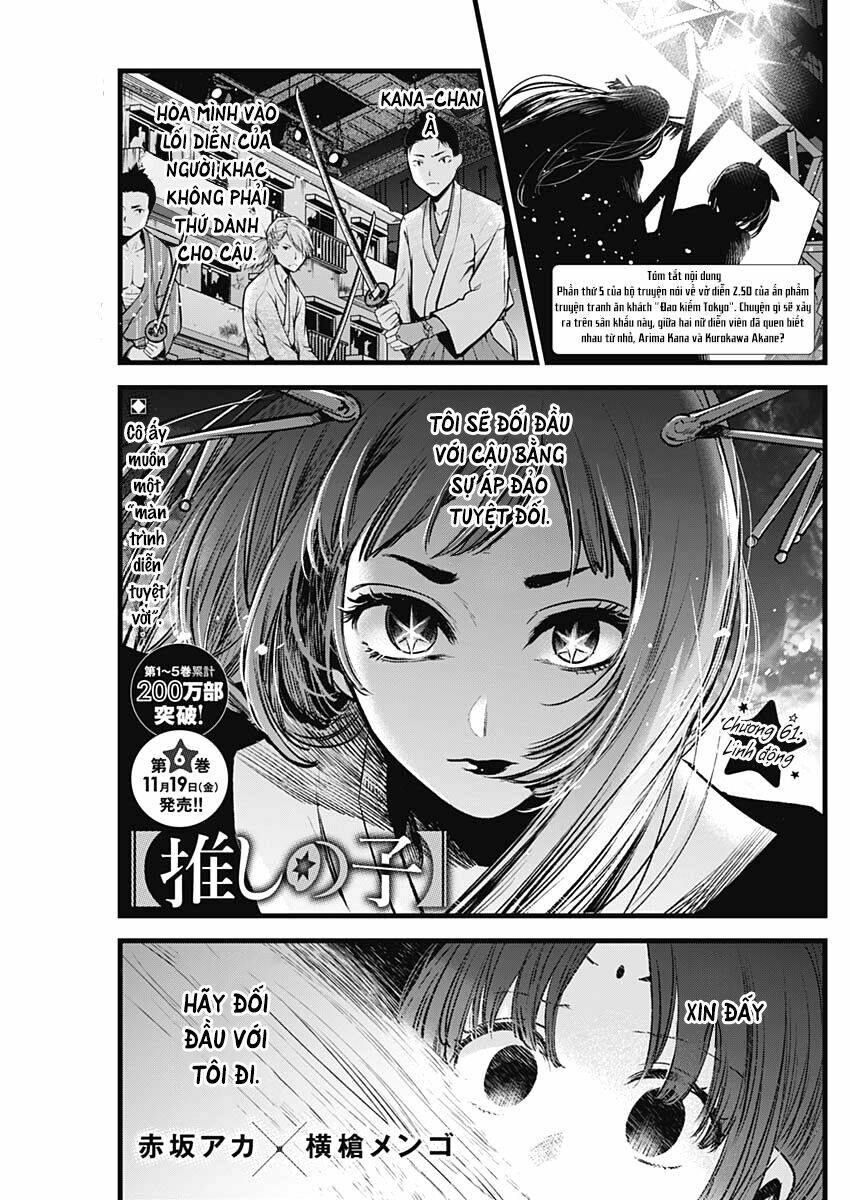 Tóm tắt nội dung
Phần thứ 5 của bộ truyện nói về vở diễn 2.5D của ấn phẩm
truyện tranh ăn khách "Đao kiếm Tokyo". Chuyện gì sẽ xảy
ra trên sân khấu này, giữa hai nữ diễn viên đã quen biết
nhau từ nhỏ, Arima Kana và Kurokawa Akane?
KANA-CHAN
À
HÒA MÌNH VÀO
LỐI DIỄN CỦA
NGƯỜI KHÁC
KHÔNG PHẢI
THỨ DÀNH
CHO CẬU.
TÔI SẼ ĐỐI ĐẦU
VỚI CẬU BẰNG
SỰ ÁP ĐẢO
TUYỆT ĐỐI.
Cô ấy
muốn
một
"màn
trình
diễn
tuyệt
vời".
第1～5巻累計
200万部
突破!
第6巻
11月19日(金)
発売!!
Chương 61:
Linh động
【推しの子】
XIN ĐẤY
HÃY ĐỐI
ĐẦU VỚI
TÔI ĐI.
赤坂アカ×横槍メンゴ